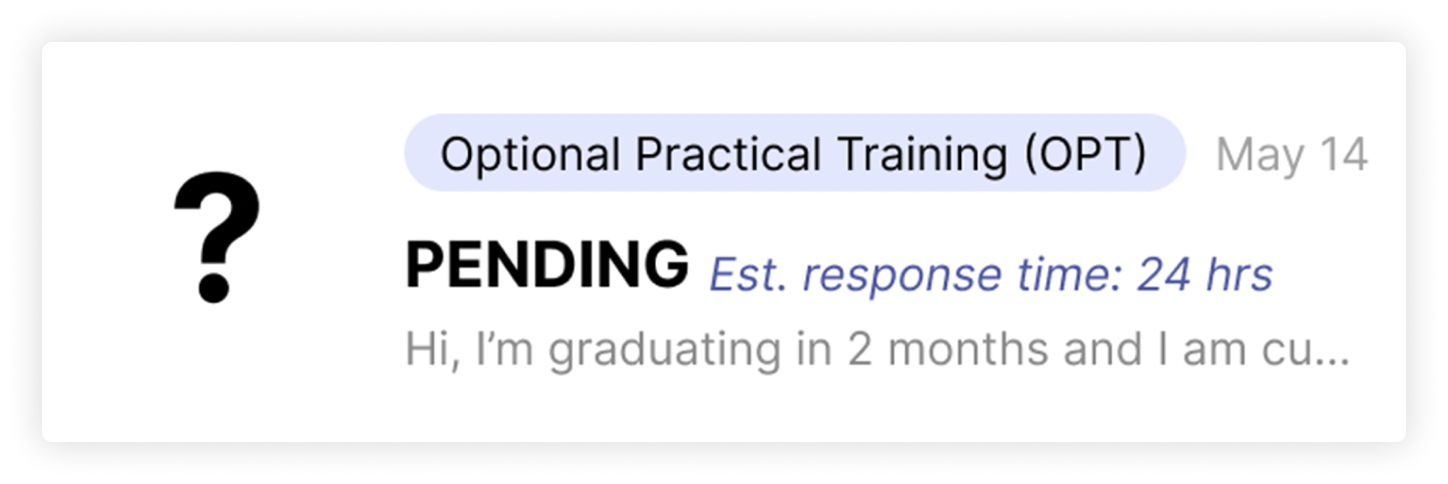 ?
Optional Practical Training (OPT) May 14
PENDING Est. response time: 24 hrs
Hi, I’m graduating in 2 months and I am cu...